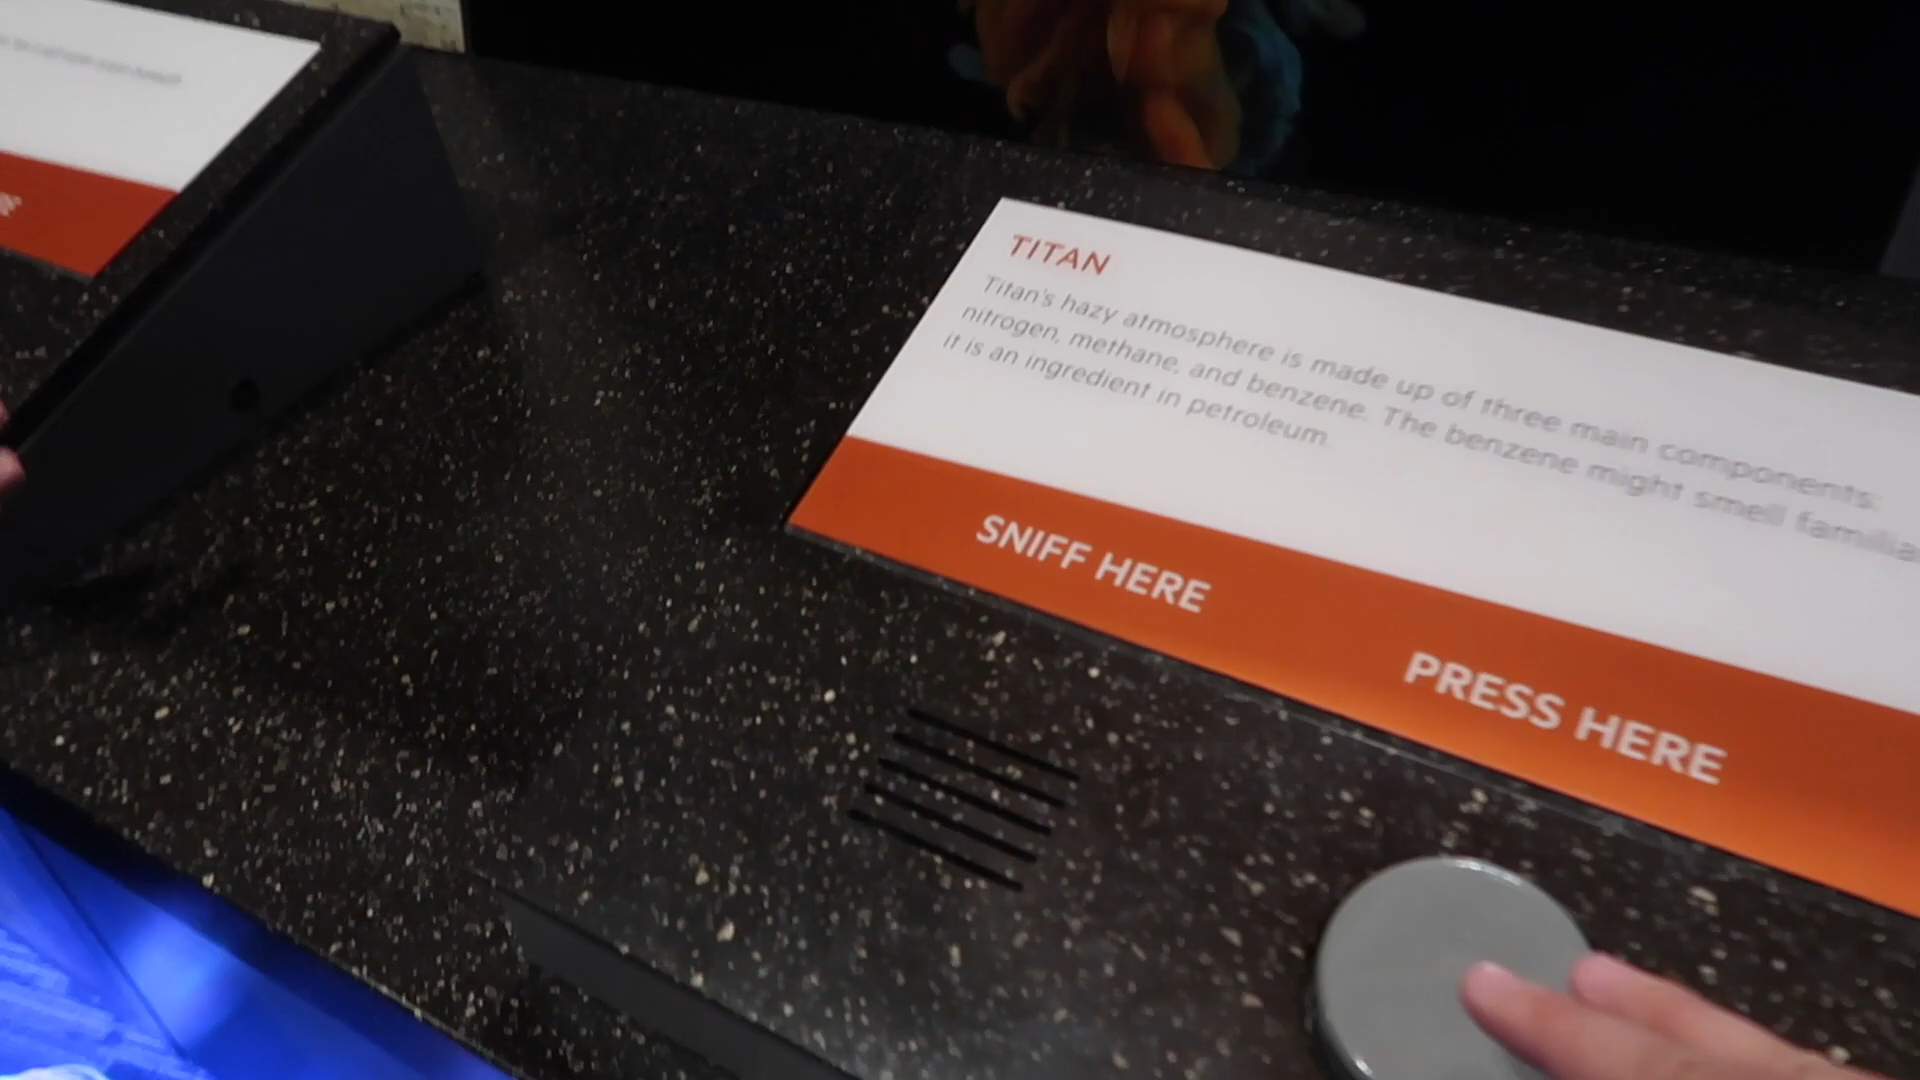 TITAN
Titan's hazy atmosphere is made up of three main components:
nitrogen, methane, and benzene. The benzene might smell familia
it is an ingredient in petroleum.
SNIFF HERE
PRESS HERE